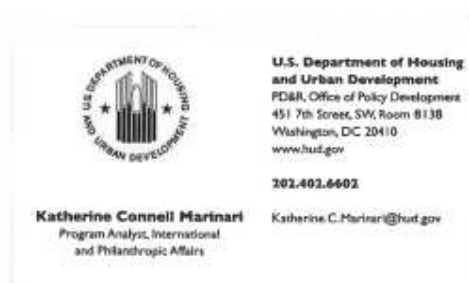 U.S. DEPARTMENT OF HOUSING
AND URBAN DEVELOPMENT
Katherine Connell Marinari
Program Analyst, International
and Philanthropic Affairs
U.S. Department of Housing
and Urban Development
PD&R, Office of Policy Development
451 7th Street, SW, Room 8138
Washington, DC 20410
www.hud.gov
202.402.6602
Katherine.C.Marinari@hud.gov